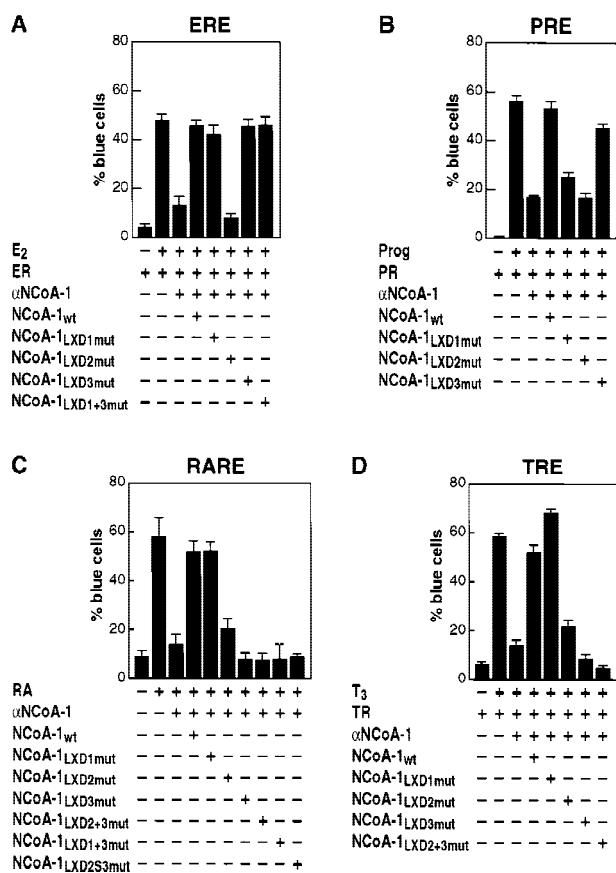 A ERE
80
60
40
20
0
% blue cells
E₂ – + + + + + + +
ER + + + + + + + +
αNCoA-1 – – + + + + + +
NCoA-1wt – – – + – – – –
NCoA-1LXD1mut – – – – + – – –
NCoA-1LXD2mut – – – – – + – –
NCoA-1LXD3mut – – – – – – + –
NCoA-1LXD1+3mut – – – – – – – +
B PRE
80
60
40
20
0
% blue cells
Prog – + + + + + +
PR + + + + + + +
αNCoA-1 – – + + + + +
NCoA-1wt – – – + – – –
NCoA-1LXD1mut – – – – + – –
NCoA-1LXD2mut – – – – – + –
NCoA-1LXD3mut – – – – – – +
C RARE
80
60
40
20
0
% blue cells
RA – + + + + + + + + +
αNCoA-1 – – + + + + + + + +
NCoA-1wt – – – + – – – – – –
NCoA-1LXD1mut – – – – + – – – – –
NCoA-1LXD2mut – – – – – + – – – –
NCoA-1LXD3mut – – – – – – + – – –
NCoA-1LXD2+3mut – – – – – – – + – –
NCoA-1LXD1+3mut – – – – – – – – + –
NCoA-1LXD2S3mut – – – – – – – – – +
D TRE
80
60
40
20
0
% blue cells
T₃ – + + + + + + +
TR + + + + + + + +
αNCoA-1 – – + + + + + +
NCoA-1wt – – – + – – – –
NCoA-1LXD1mut – – – – + – – –
NCoA-1LXD2mut – – – – – + – –
NCoA-1LXD3mut – – – – – – + –
NCoA-1LXD2+3mut – – – – – – – +